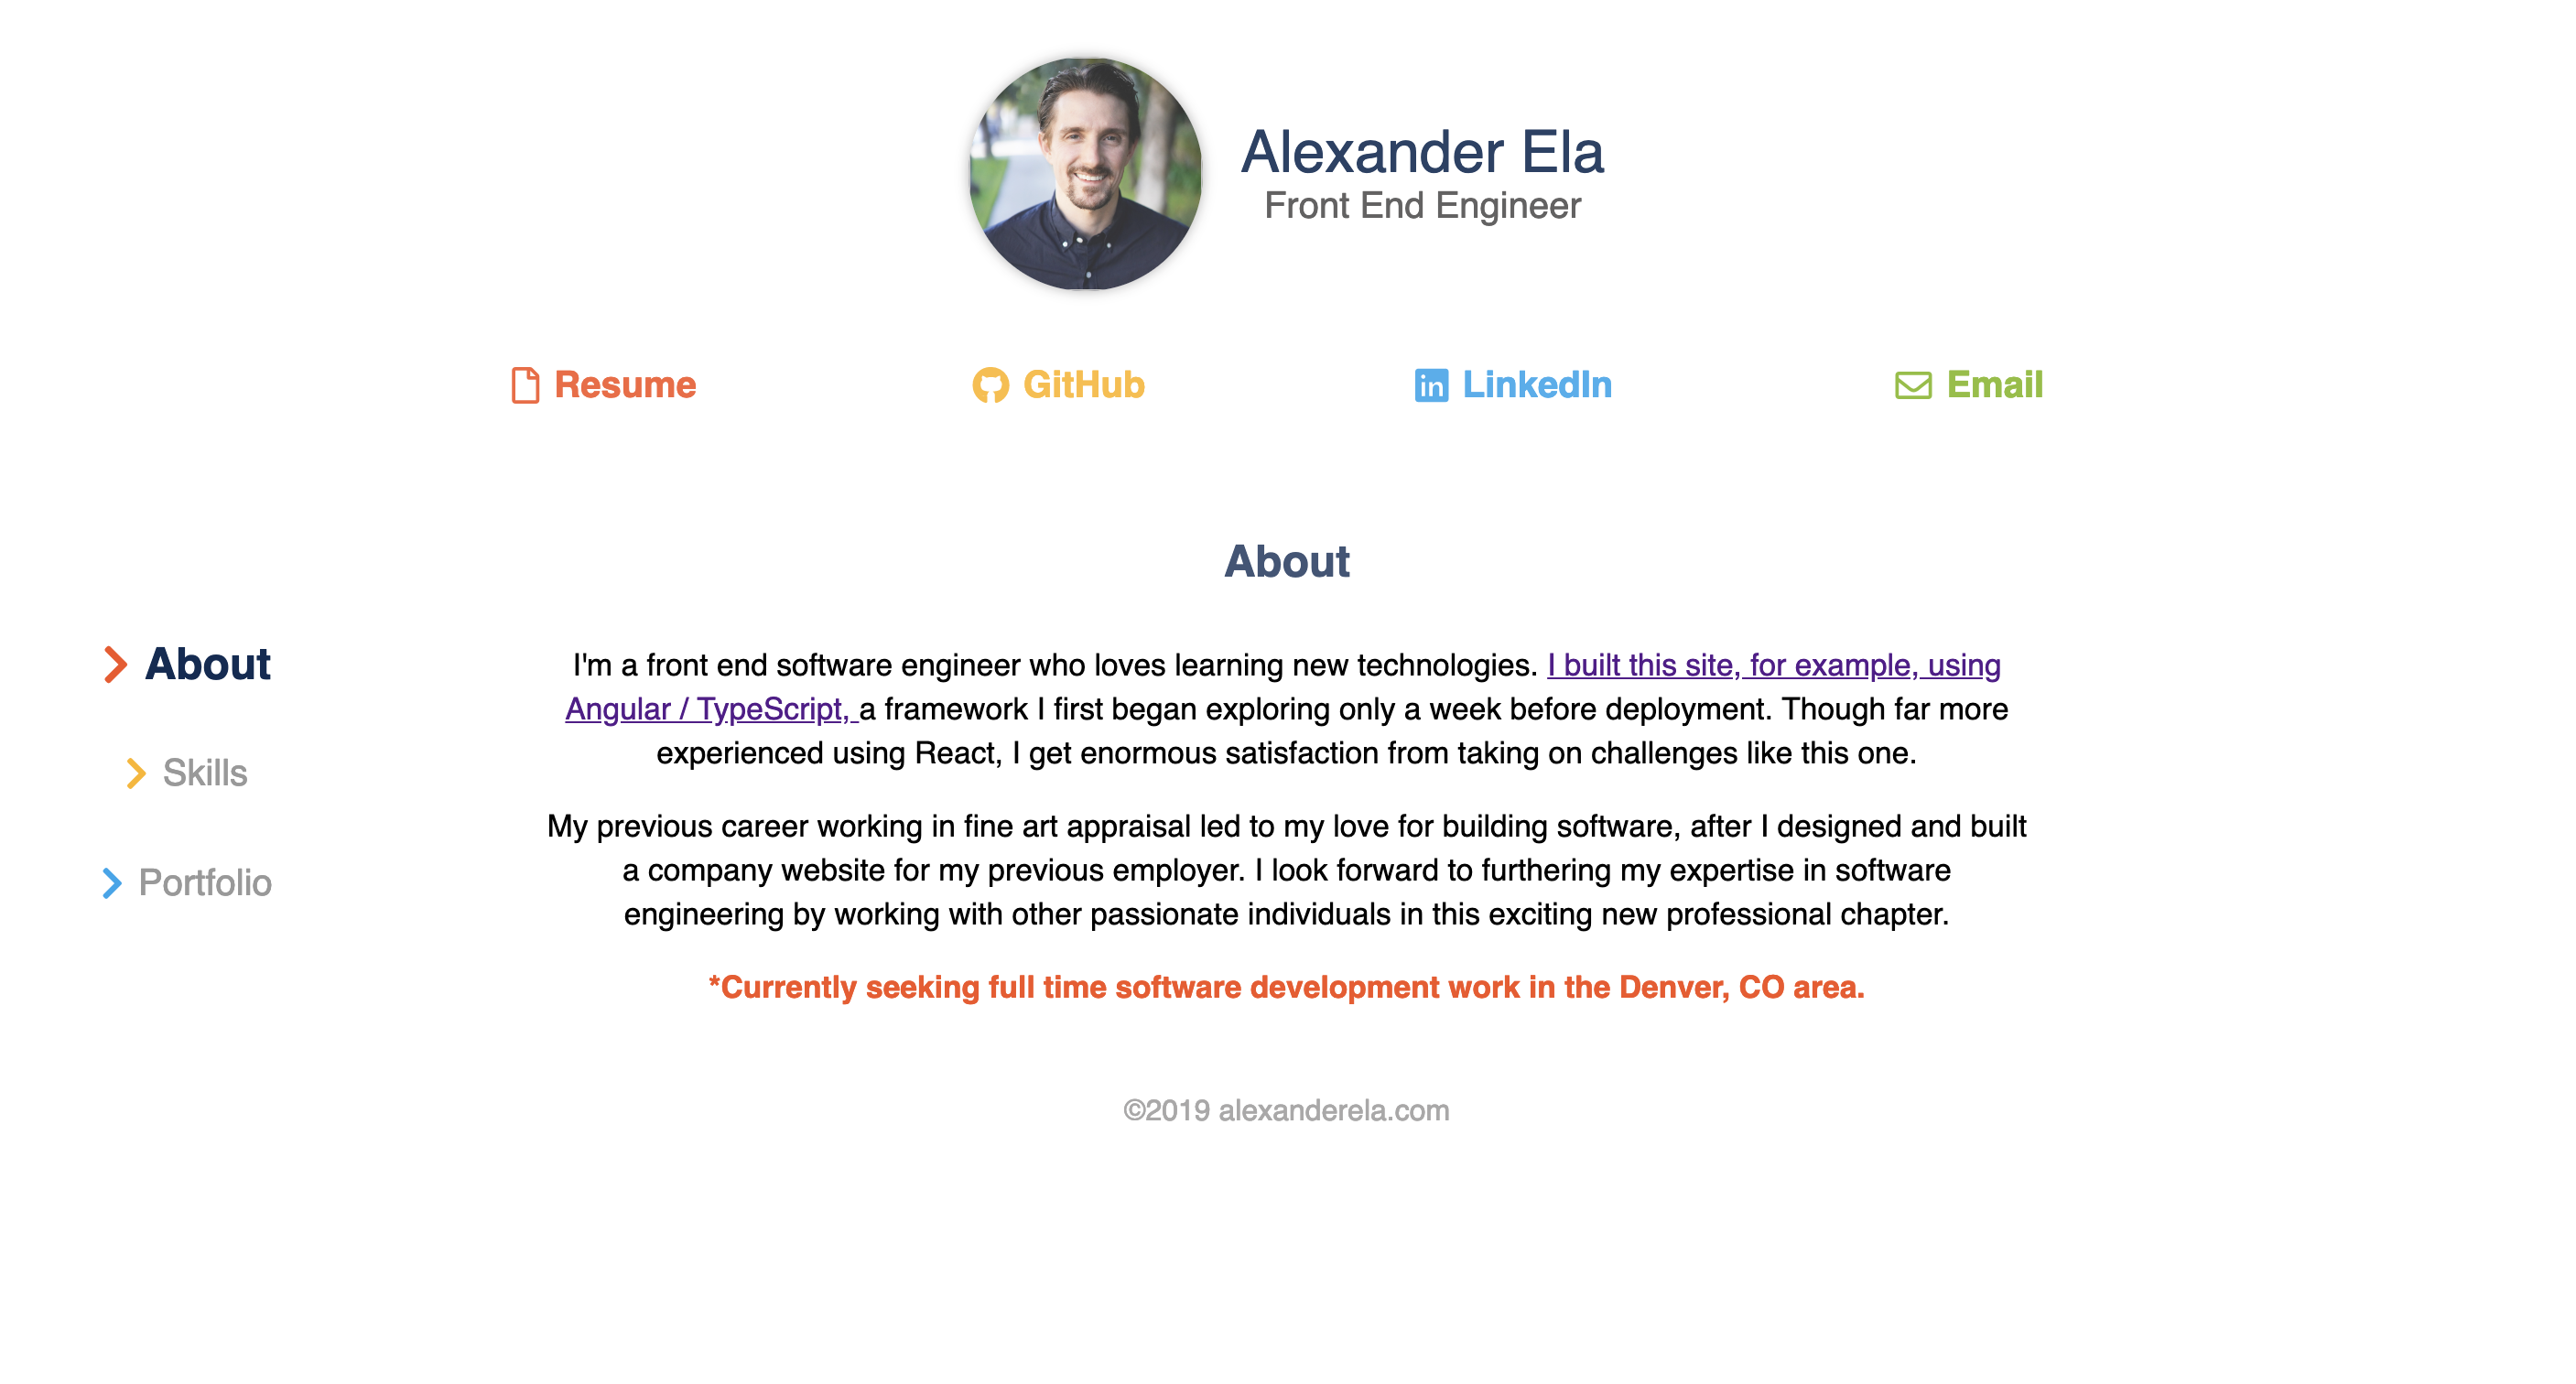 Alexander Ela
Front End Engineer
Resume
GitHub
LinkedIn
Email
About
Skills
Portfolio
About
I'm a front end software engineer who loves learning new technologies. I built this site, for example, using
Angular / TypeScript, a framework I first began exploring only a week before deployment. Though far more
experienced using React, I get enormous satisfaction from taking on challenges like this one.
My previous career working in fine art appraisal led to my love for building software, after I designed and built
a company website for my previous employer. I look forward to furthering my expertise in software
engineering by working with other passionate individuals in this exciting new professional chapter.
*Currently seeking full time software development work in the Denver, CO area.
©2019 alexanderela.com